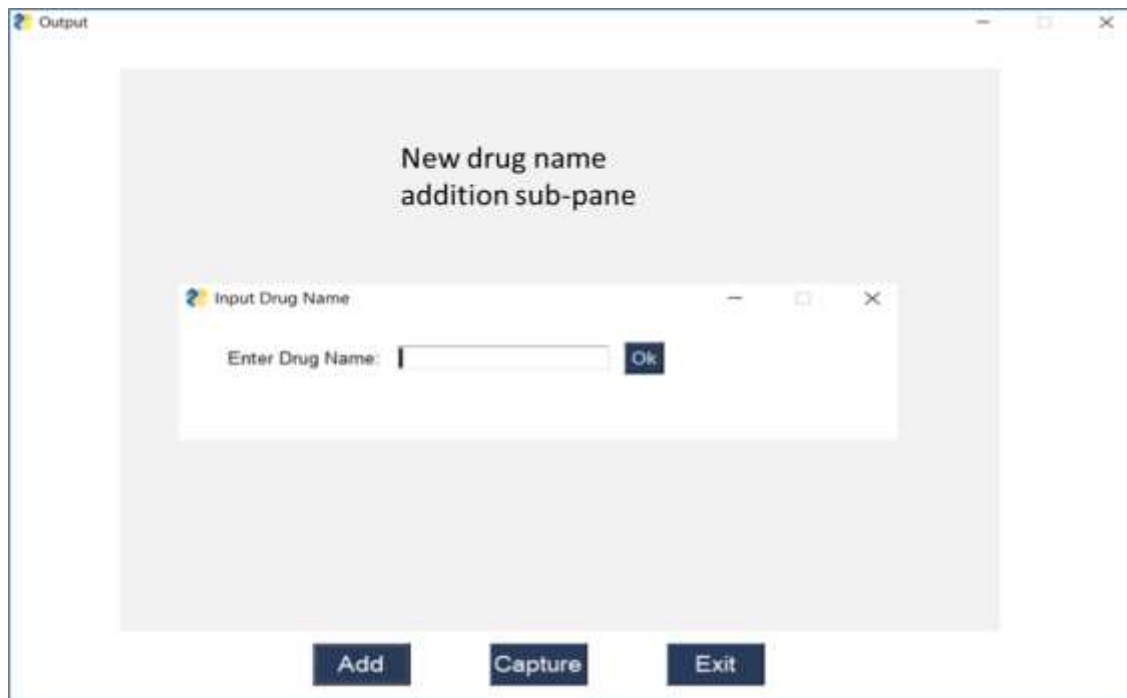 Output
New drug name
addition sub-pane
Input Drug Name
Enter Drug Name: Ok
Add Capture Exit